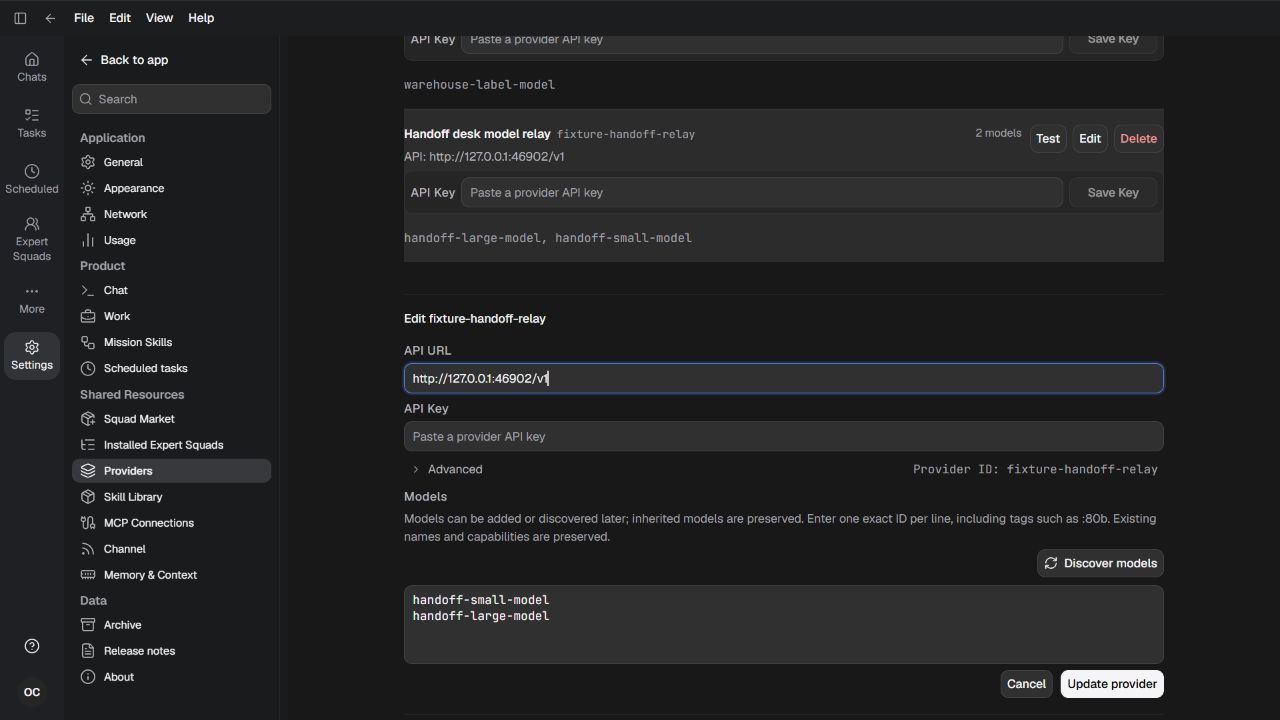 File Edit View Help
Chats
Tasks
Scheduled
Expert
Squads
More
Settings
OC
Back to app
Search
Application
General
Appearance
Network
Usage
Product
Chat
Work
Mission Skills
Scheduled tasks
Shared Resources
Squad Market
Installed Expert Squads
Providers
Skill Library
MCP Connections
Channel
Memory & Context
Data
Archive
Release notes
About
API Key Paste a provider API key Save Key
warehouse-label-model
Handoff desk model relay fixture-handoff-relay 2 models Test Edit Delete
API: http://127.0.0.1:46902/v1
API Key Paste a provider API key Save Key
handoff-large-model, handoff-small-model
Edit fixture-handoff-relay
API URL
http://127.0.0.1:46902/v1
API Key
Paste a provider API key
Advanced Provider ID: fixture-handoff-relay
Models
Models can be added or discovered later; inherited models are preserved. Enter one exact ID per line, including tags such as :80b. Existing
names and capabilities are preserved.
Discover models
handoff-small-model
handoff-large-model
Cancel Update provider